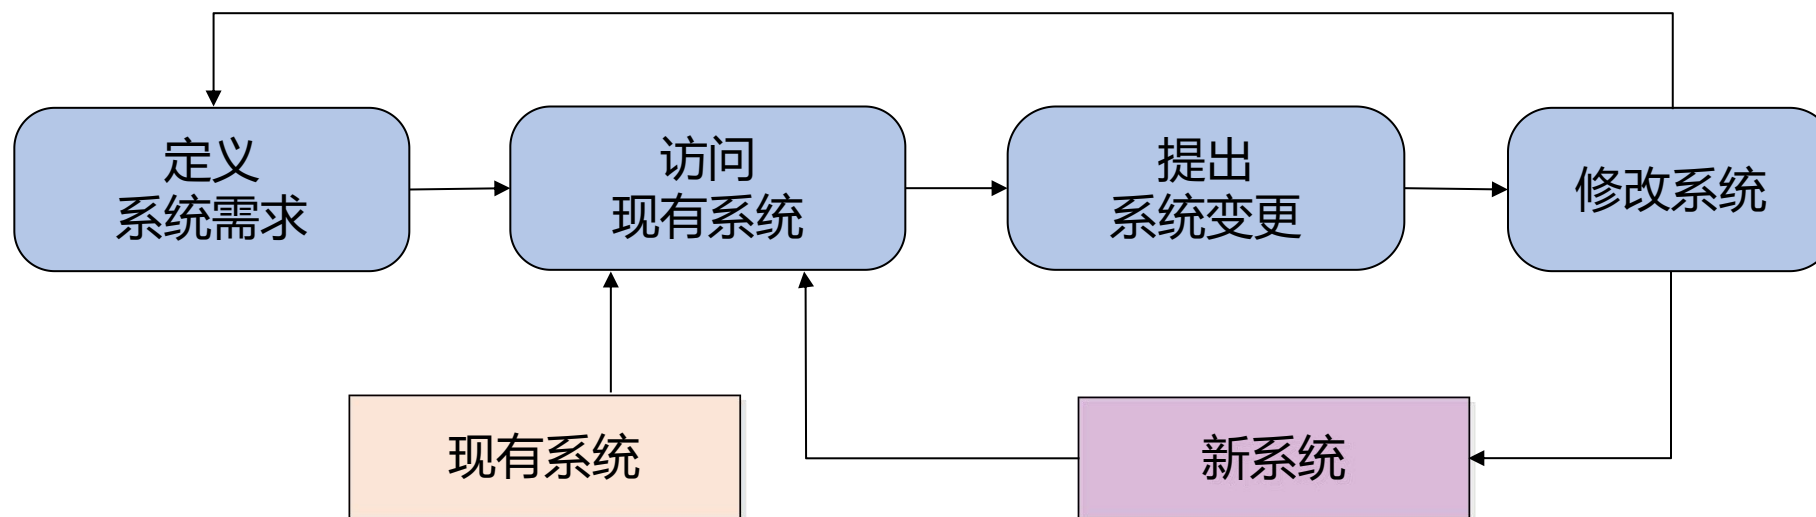 定义
系统需求
访问
现有系统
提出
系统变更
修改系统
现有系统
新系统